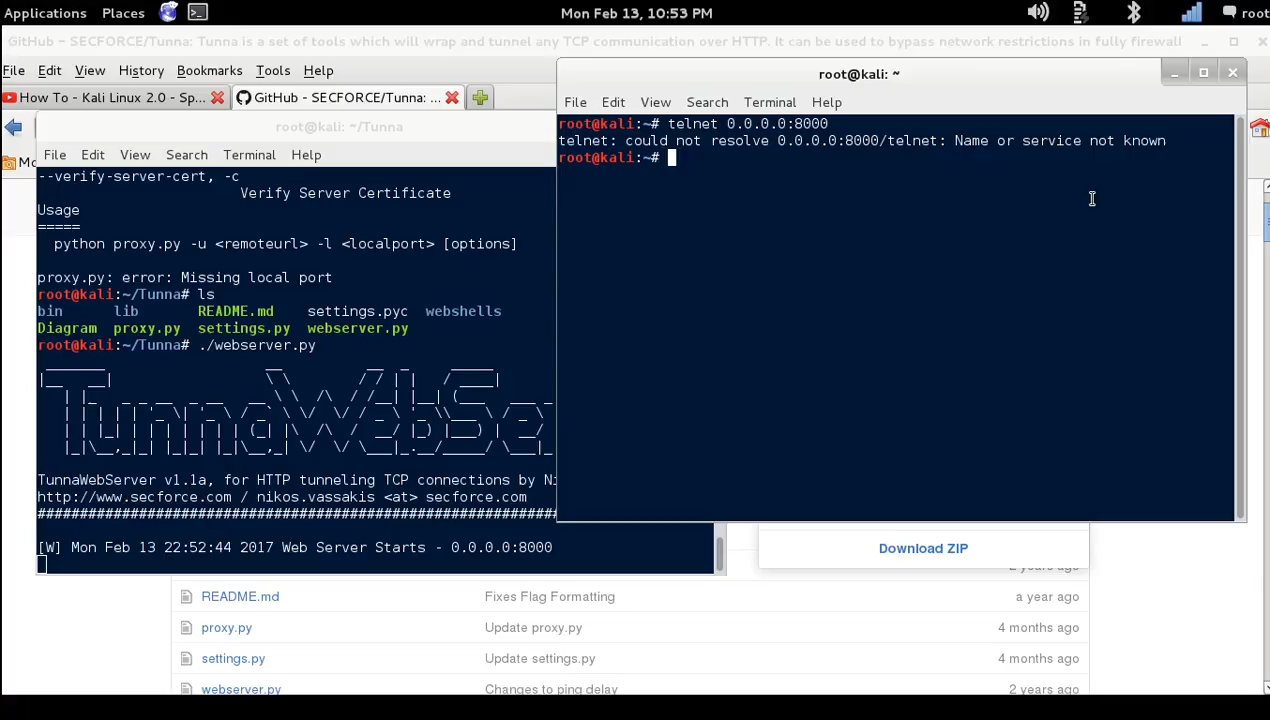 Applications Places Mon Feb 13, 10:53 PM root
GitHub - SECFORCE/Tunna: Tunna is a set of tools which will wrap and tunnel any TCP communication over HTTP. It can be used to bypass network restrictions in fully firewall
File Edit View History Bookmarks Tools Help
How To - Kali Linux 2.0 - Sp...
GitHub - SECFORCE/Tunna: ...
Mo
root@kali: ~/Tunna
File Edit View Search Terminal Help
--verify-server-cert, -c
Verify Server Certificate
Usage
=====
python proxy.py -u <remoteurl> -l <localport> [options]
proxy.py: error: Missing local port
root@kali:~/Tunna# ls
bin lib README.md settings.pyc webshells
Diagram proxy.py settings.py webserver.py
root@kali:~/Tunna# ./webserver.py
TunnaWebSe
TunnaWebServer v1.1a, for HTTP tunneling TCP connections by Ni
http://www.secforce.com / nikos.vassakis <at> secforce.com
##############################################################
[W] Mon Feb 13 22:52:44 2017 Web Server Starts - 0.0.0.0:8000
root@kali: ~
File Edit View Search Terminal Help
root@kali:~# telnet 0.0.0.0:8000
telnet: could not resolve 0.0.0.0:8000/telnet: Name or service not known
root@kali:~#
Download ZIP
2 years ago
README.md Fixes Flag Formatting a year ago
proxy.py Update proxy.py 4 months ago
settings.py Update settings.py 4 months ago
webserver.py Changes to ping delay 2 years ago